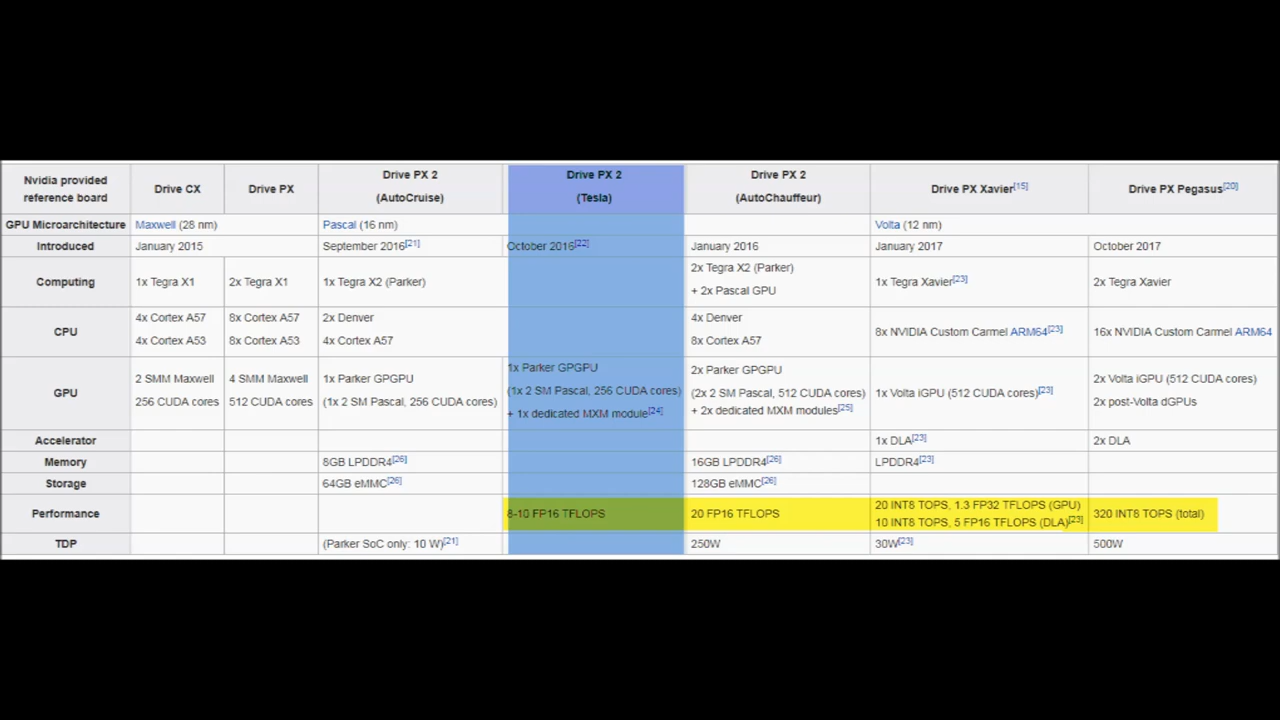 Nvidia provided
reference board
Drive CX
Drive PX
Drive PX 2
(AutoCruise)
Drive PX 2
(Tesla)
Drive PX 2
(AutoChauffeur)
Drive PX Xavier[15]
Drive PX Pegasus[20]
GPU Microarchitecture
Maxwell (28 nm)
Pascal (16 nm)
Volta (12 nm)
Introduced
January 2015
September 2016[21]
October 2016[22]
January 2016
January 2017
October 2017
Computing
1x Tegra X1
2x Tegra X1
1x Tegra X2 (Parker)
2x Tegra X2 (Parker)
+ 2x Pascal GPU
1x Tegra Xavier[23]
2x Tegra Xavier
CPU
4x Cortex A57
4x Cortex A53
8x Cortex A57
8x Cortex A53
2x Denver
4x Cortex A57
4x Denver
8x Cortex A57
8x NVIDIA Custom Carmel ARM64[23]
16x NVIDIA Custom Carmel ARM64
GPU
2 SMM Maxwell
256 CUDA cores
4 SMM Maxwell
512 CUDA cores
1x Parker GPGPU
(1x 2 SM Pascal, 256 CUDA cores)
1x Parker GPGPU
(1x 2 SM Pascal, 256 CUDA cores)
+ 1x dedicated MXM module[24]
2x Parker GPGPU
(2x 2 SM Pascal, 512 CUDA cores)
+ 2x dedicated MXM modules[25]
1x Volta iGPU (512 CUDA cores)[23]
2x Volta iGPU (512 CUDA cores)
2x post-Volta dGPUs
Accelerator
1x DLA[23]
2x DLA
Memory
8GB LPDDR4[26]
16GB LPDDR4[26]
LPDDR4[23]
Storage
64GB eMMC[26]
128GB eMMC[26]
Performance
8-10 FP16 TFLOPS
20 FP16 TFLOPS
20 INT8 TOPS, 1.3 FP32 TFLOPS (GPU)
10 INT8 TOPS, 5 FP16 TFLOPS (DLA)[23]
320 INT8 TOPS (total)
TDP
(Parker SoC only: 10 W)[21]
250W
30W[23]
500W